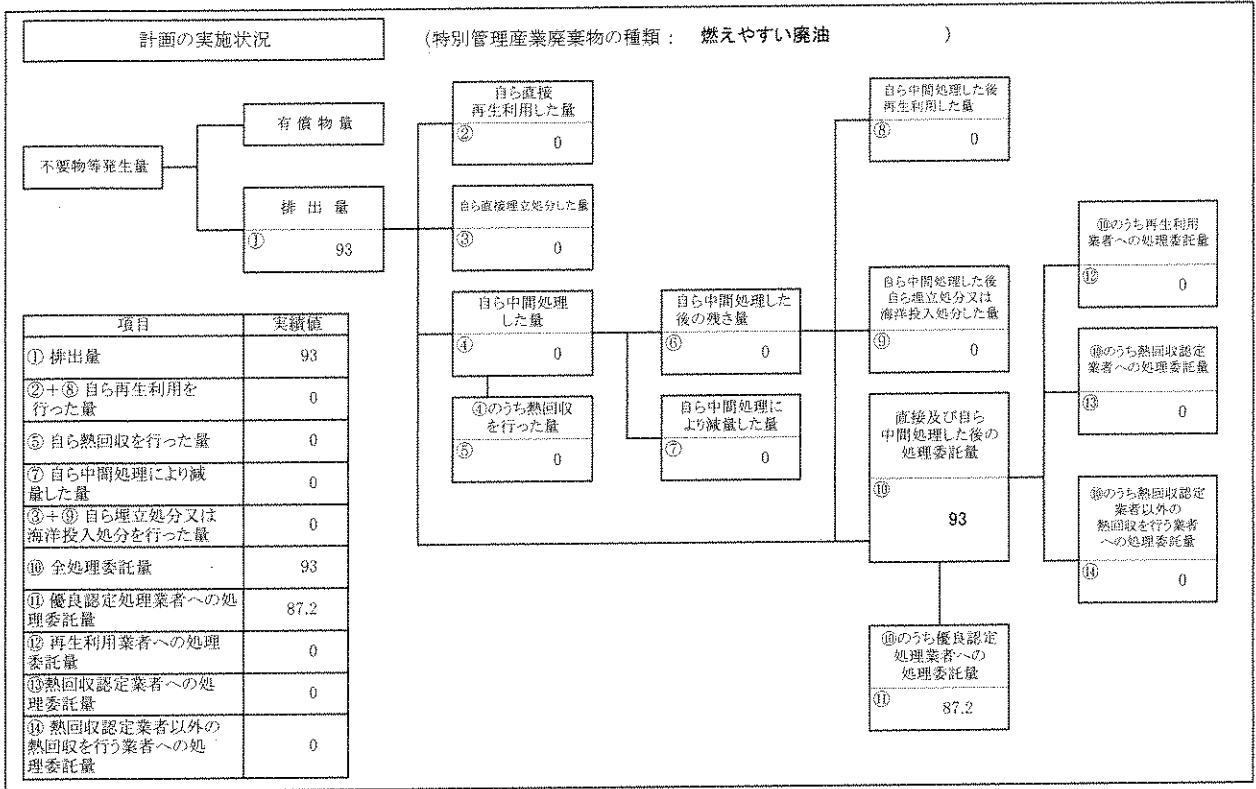 計画の実施状況
(特別管理産業廃棄物の種類： 燃えやすい廃油 )
不要物等発生量
有償物量
排出量
①
93
自ら直接
再生利用した量
②
0
自ら直接埋立処分した量
③
0
自ら中間処理
した量
④
0
④のうち熱回収
を行った量
⑤
0
自ら中間処理した
後の残さ量
⑥
0
自ら中間処理に
より減量した量
⑦
0
自ら中間処理した後
再生利用した量
⑧
0
自ら中間処理した後
自ら埋立処分又は
海洋投入処分した量
⑨
0
直接及び自ら
中間処理した後の
処理委託量
⑩
93
⑩のうち優良認定
処理業者への
処理委託量
⑪
87.2
⑩のうち再生利用
業者への処理委託量
⑫
0
⑩のうち熱回収認定
業者への処理委託量
⑬
0
⑩のうち熱回収認定
業者以外の
熱回収を行う業者
への処理委託量
⑭
0
項目 実績値
① 排出量 93
②+⑧ 自ら再生利用を
行った量 0
⑤ 自ら熱回収を行った量 0
⑦ 自ら中間処理により減
量した量 0
③+⑨ 自ら埋立処分又は
海洋投入処分を行った量 0
⑩ 全処理委託量 93
⑪ 優良認定処理業者への処
理委託量 87.2
⑫ 再生利用業者への処理
委託量 0
⑬熱回収認定業者への処
理委託量 0
⑭ 熱回収認定業者以外の
熱回収を行う業者への処
理委託量 0